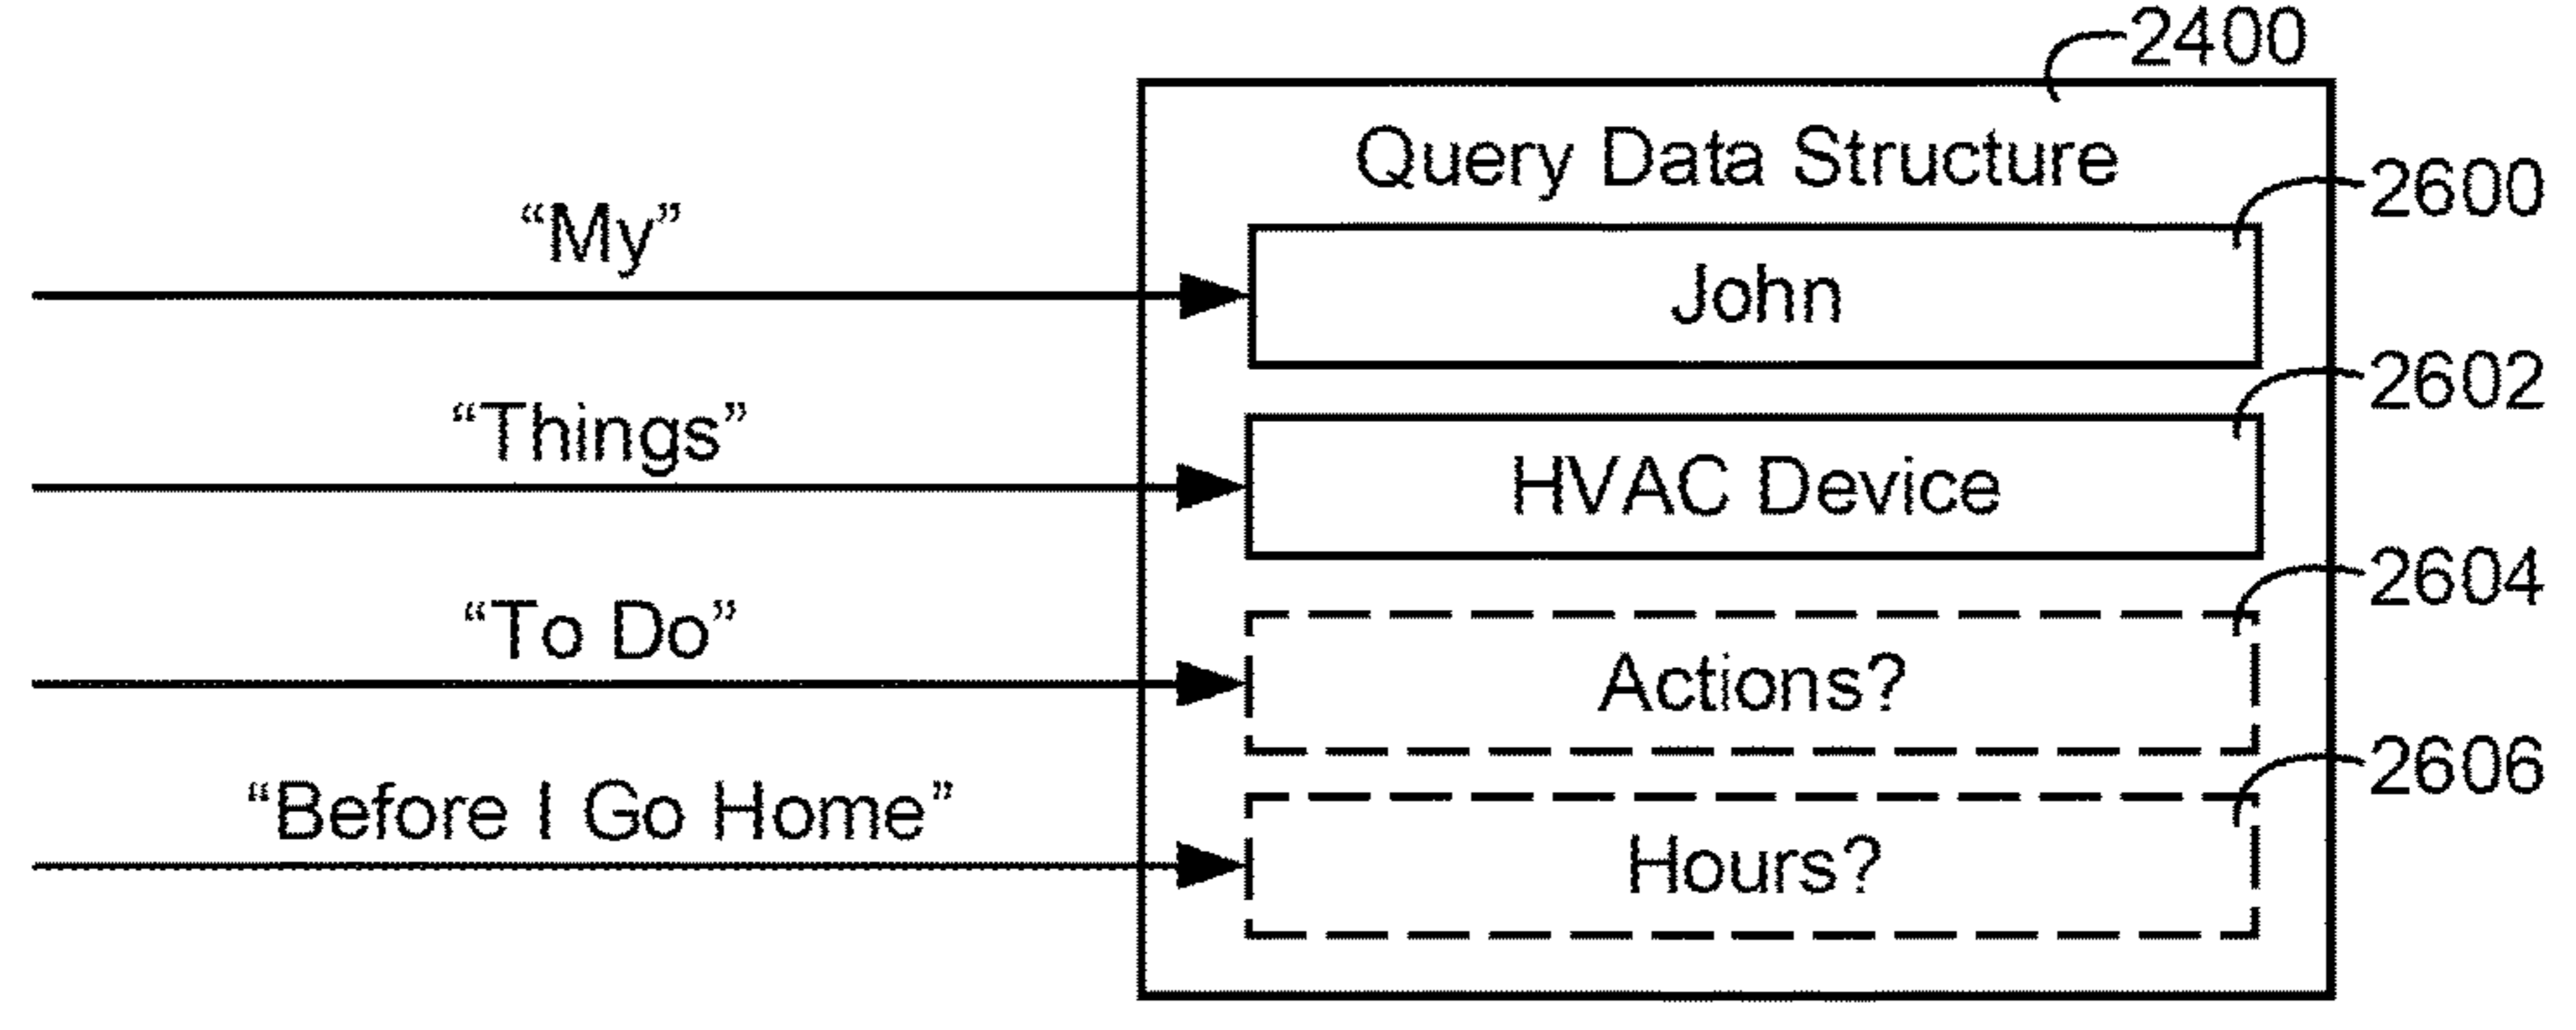 2400
Query Data Structure
2600
“My”
John
2602
“Things”
HVAC Device
2604
“To Do”
Actions?
2606
“Before I Go Home”
Hours?